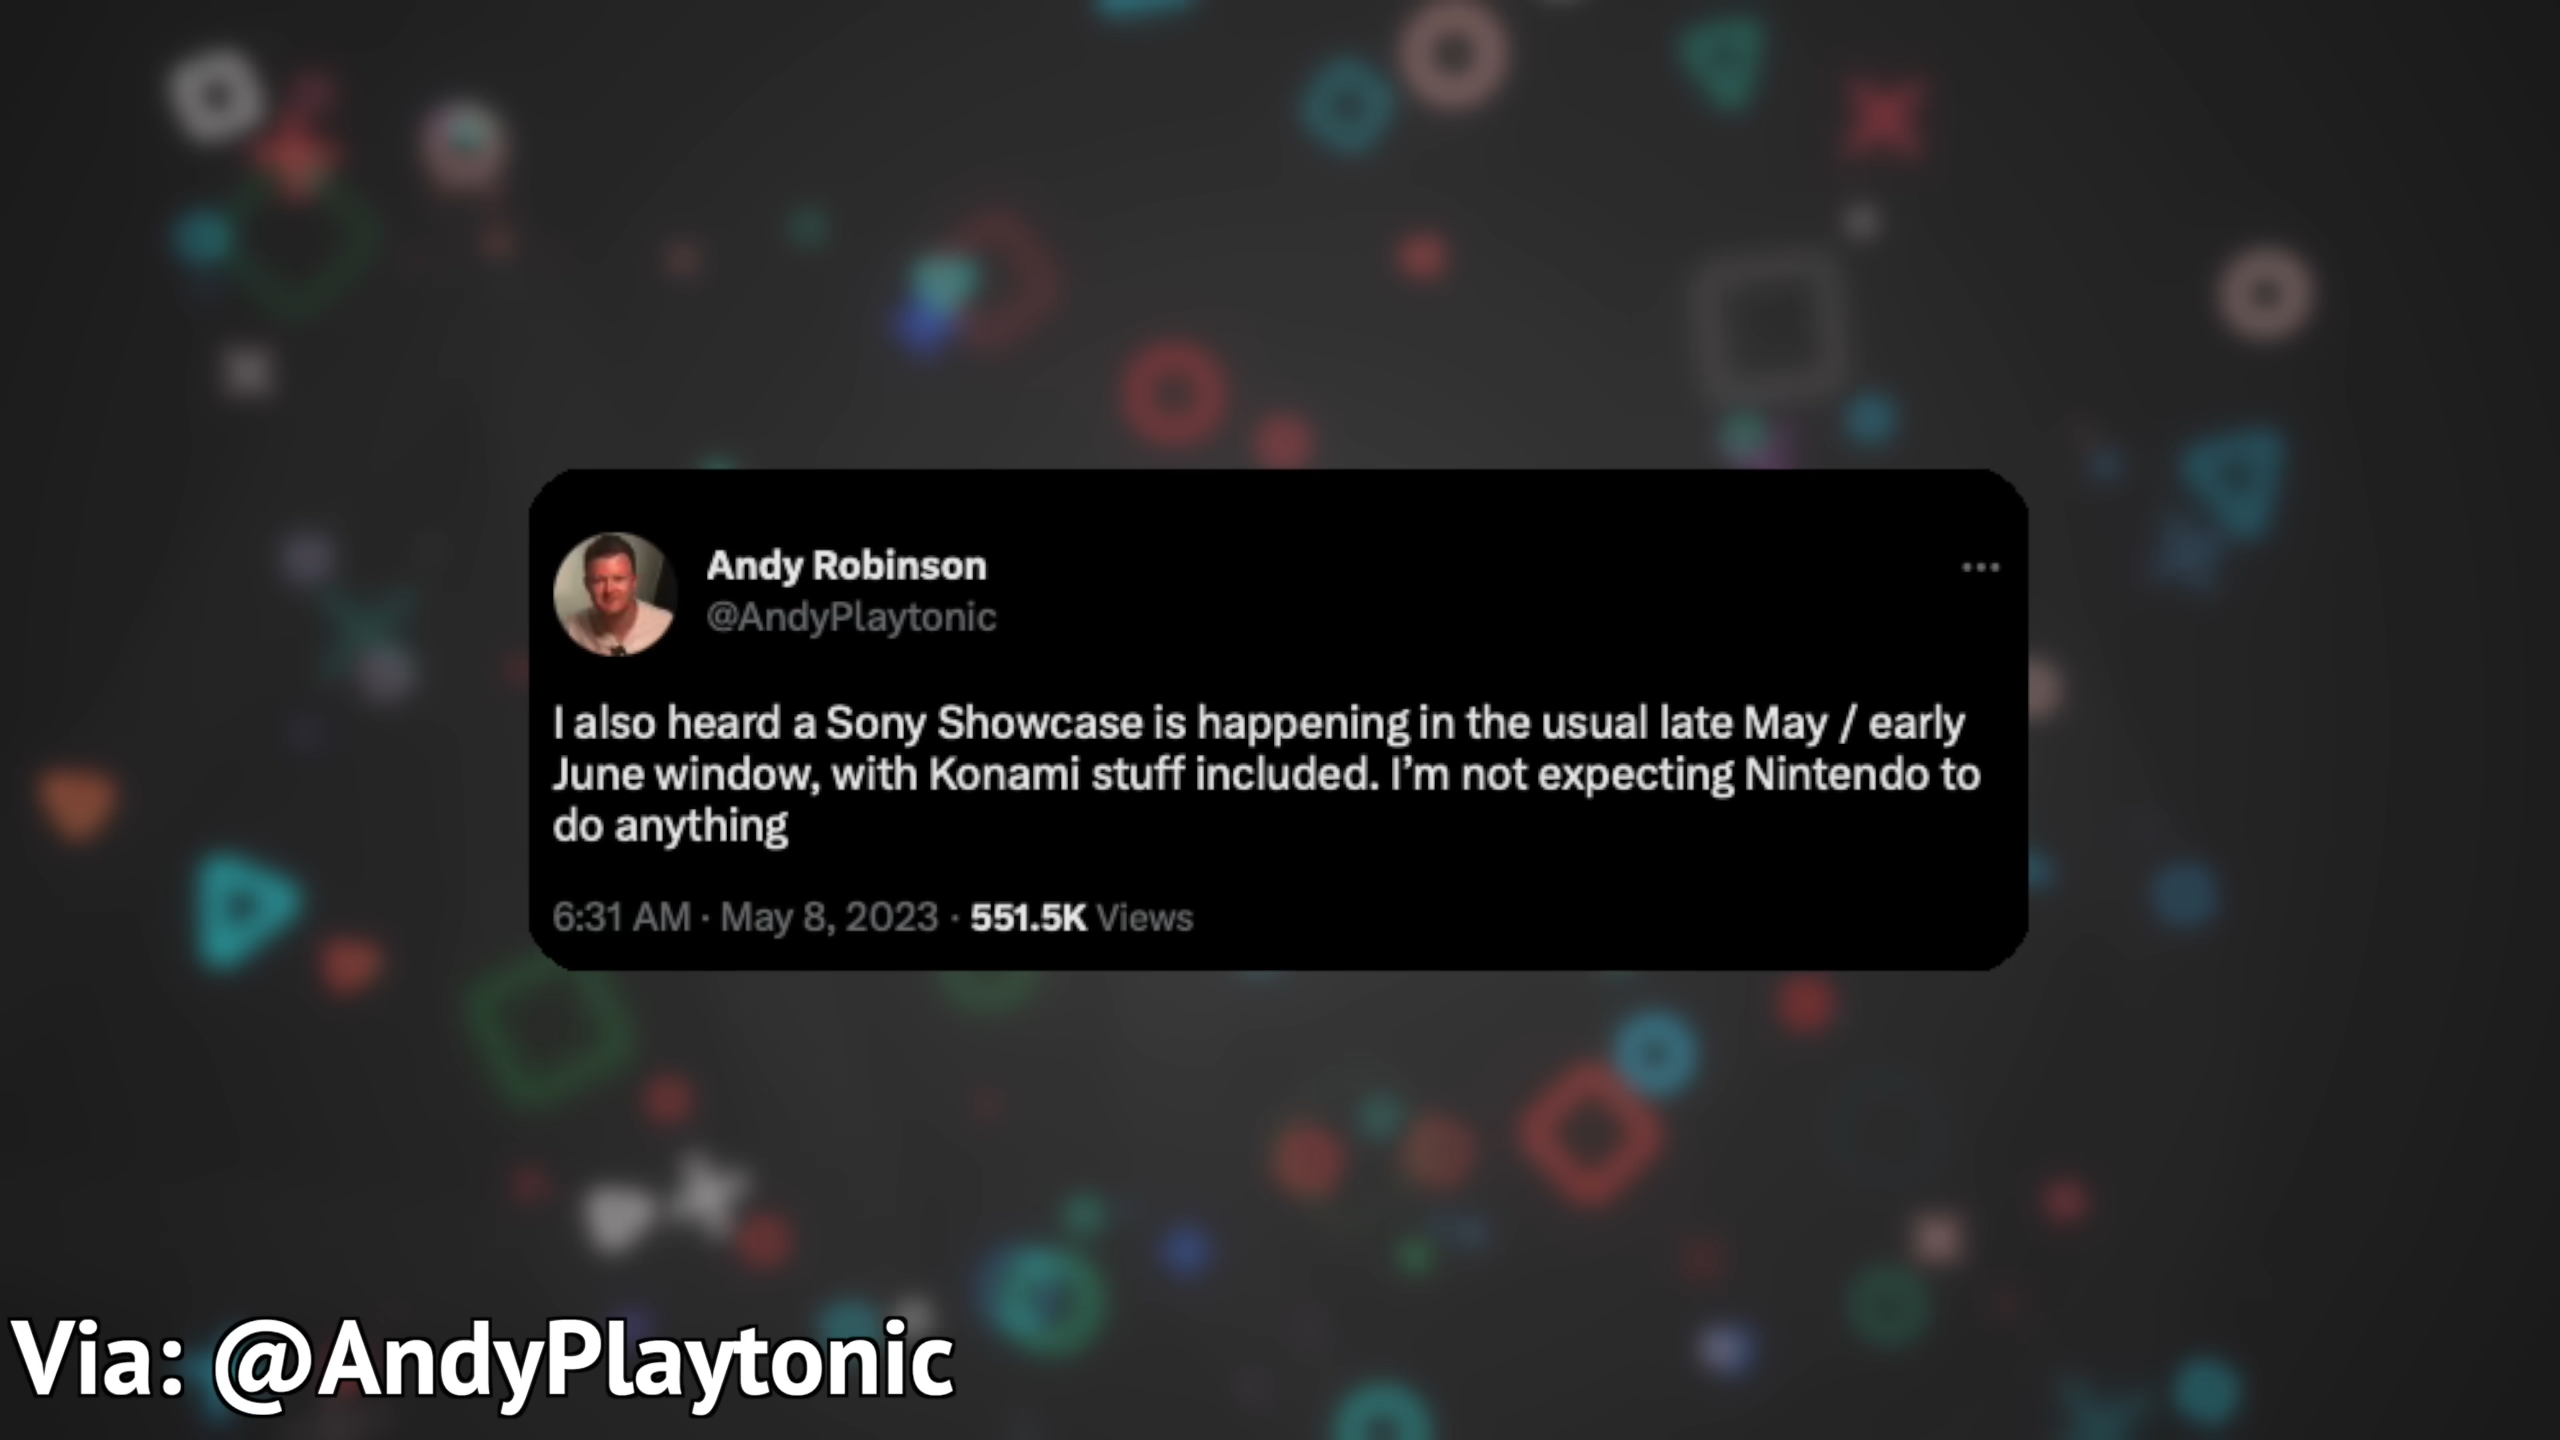 Andy Robinson
@AndyPlaytonic
I also heard a Sony Showcase is happening in the usual late May / early
June window, with Konami stuff included. I’m not expecting Nintendo to
do anything
6:31 AM · May 8, 2023 · 551.5K Views
Via: @AndyPlaytonic